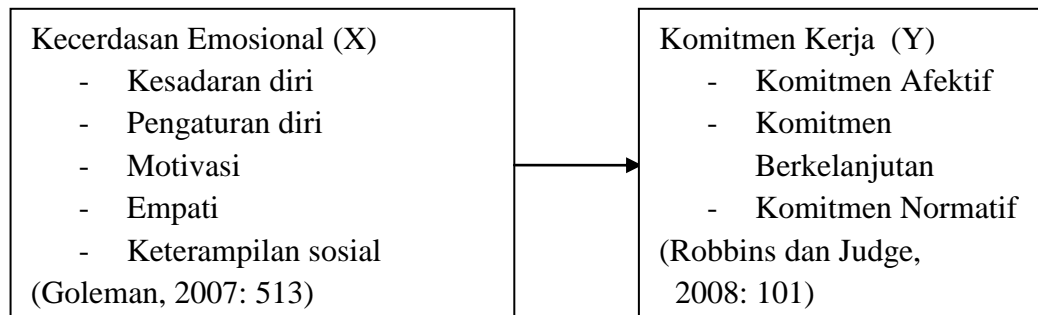 Kecerdasan Emosional (X)
- Kesadaran diri
- Pengaturan diri
- Motivasi
- Empati
- Keterampilan sosial
(Goleman, 2007: 513)
Komitmen Kerja (Y)
- Komitmen Afektif
- Komitmen
Berkelanjutan
- Komitmen Normatif
(Robbins dan Judge,
2008: 101)